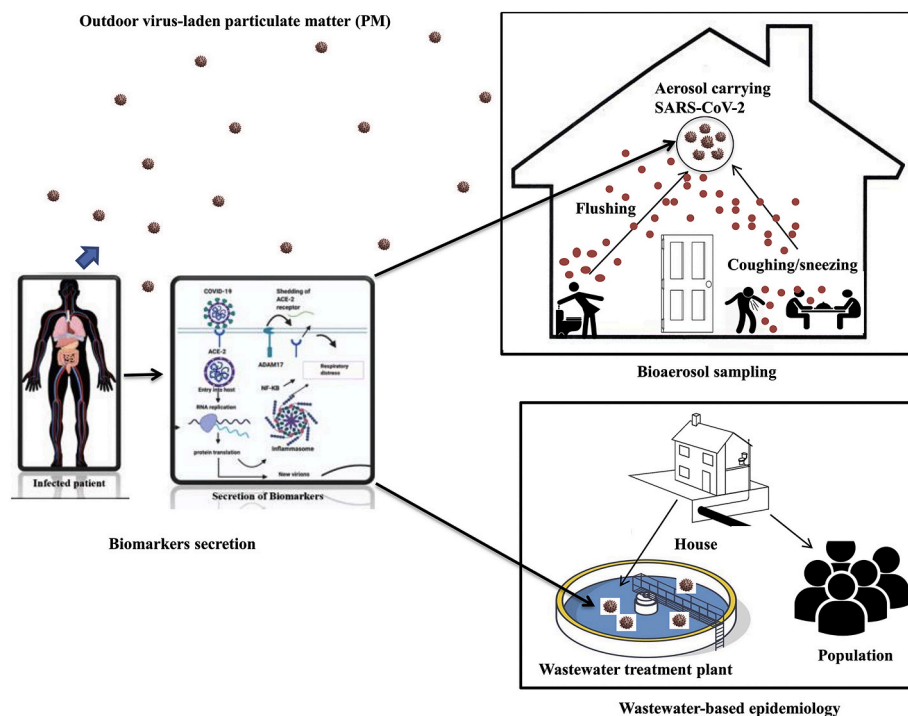 Outdoor virus-laden particulate matter (PM)
Aerosol carrying
SARS-CoV-2
Flushing
Coughing/sneezing
Bioaerosol sampling
COVID-19
Shedding of
ACE-2
receptor
ACE-2
ADAM17
Respiratory
distress
Entry into host
NF-KB
RNA replication
protein translation
Inflammasome
New virions
Infected patient
Secretion of Biomarkers
Biomarkers secretion
House
Wastewater treatment plant
Population
Wastewater-based epidemiology